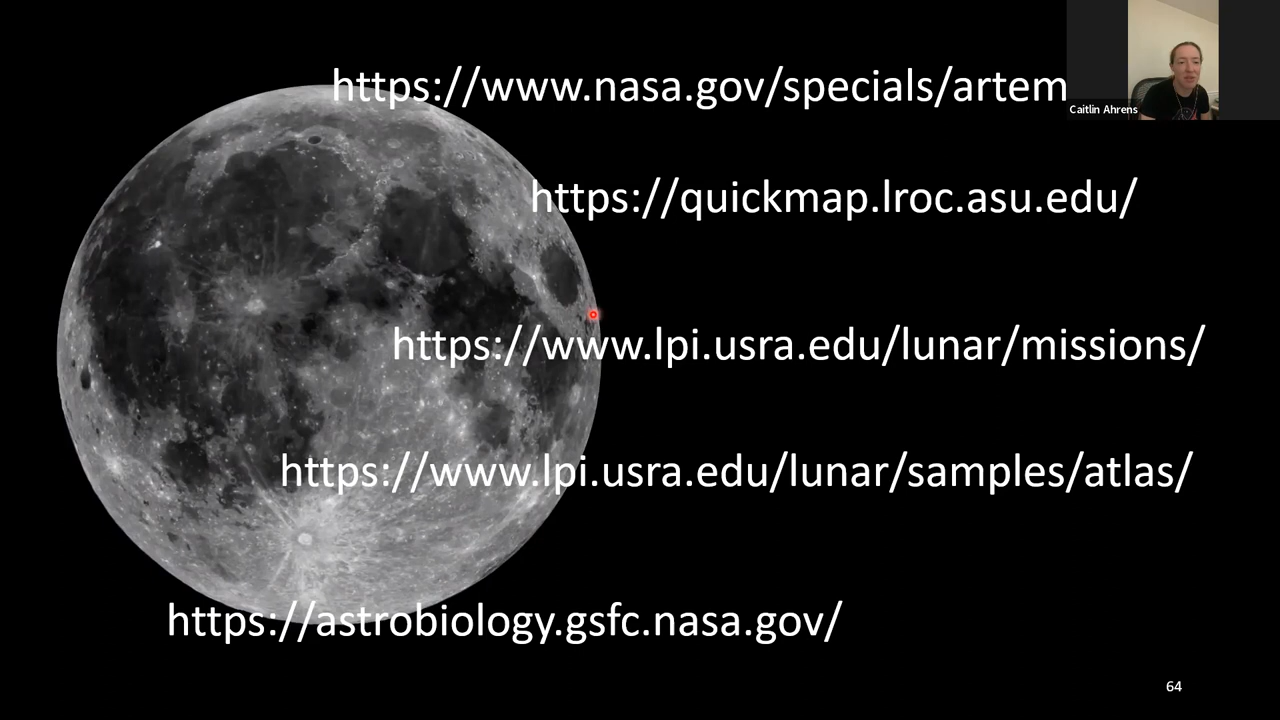 https://www.nasa.gov/specials/artem
Caitlin Ahrens
https://quickmap.lroc.asu.edu/
https://www.lpi.usra.edu/lunar/missions/
https://www.lpi.usra.edu/lunar/samples/atlas/
https://astrobiology.gsfc.nasa.gov/
64